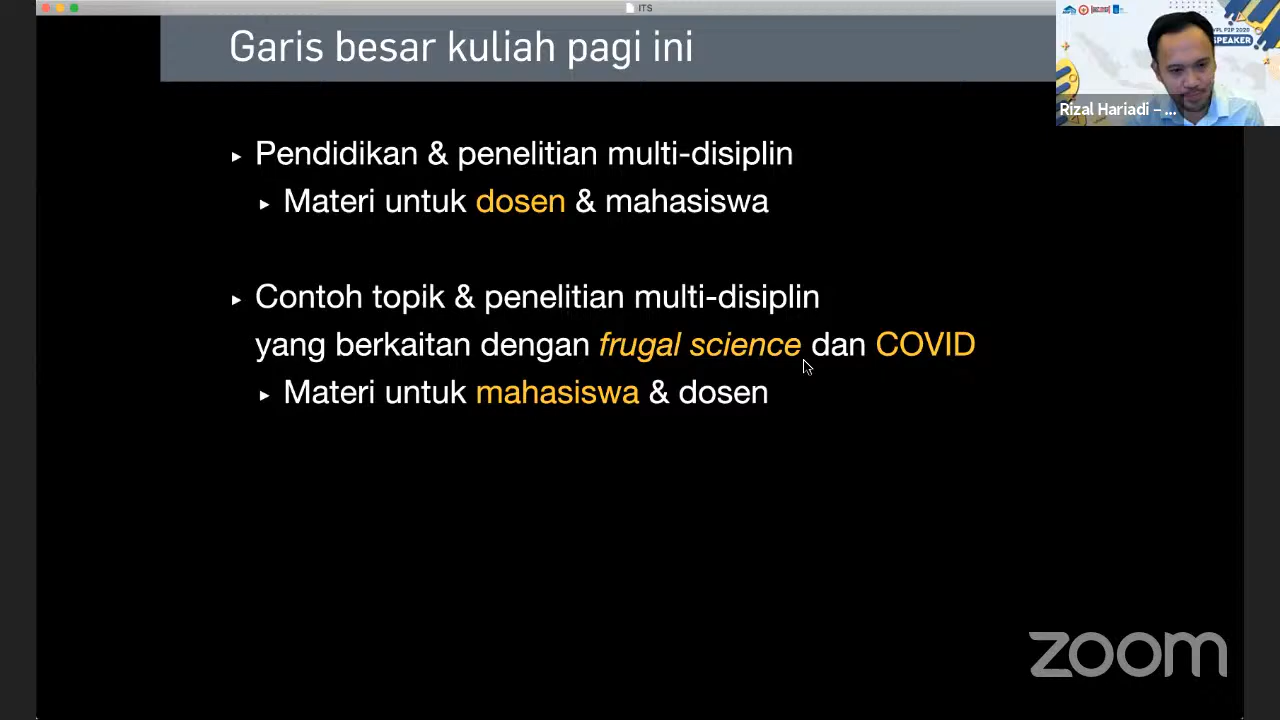 ITS
Garis besar kuliah pagi ini
SPEAKER
Rizal Hariadi – ...
▸ Pendidikan & penelitian multi-disiplin
▸ Materi untuk dosen & mahasiswa
▸ Contoh topik & penelitian multi-disiplin
yang berkaitan dengan frugal science dan COVID
▸ Materi untuk mahasiswa & dosen
zoom